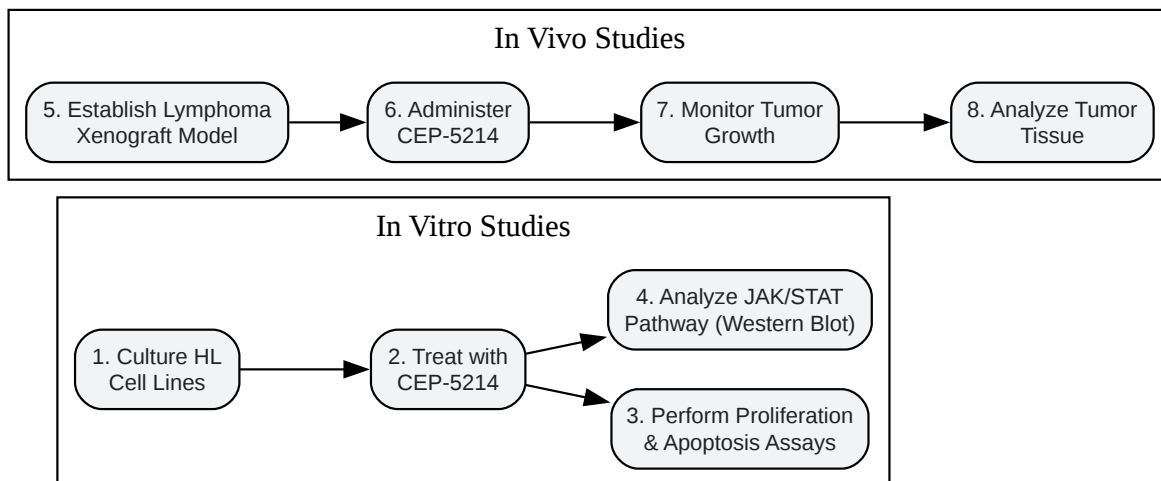 In Vivo Studies
5. Establish Lymphoma
Xenograft Model
6. Administer
CEP-5214
7. Monitor Tumor
Growth
8. Analyze Tumor
Tissue
In Vitro Studies
1. Culture HL
Cell Lines
2. Treat with
CEP-5214
4. Analyze JAK/STAT
Pathway (Western Blot)
3. Perform Proliferation
& Apoptosis Assays